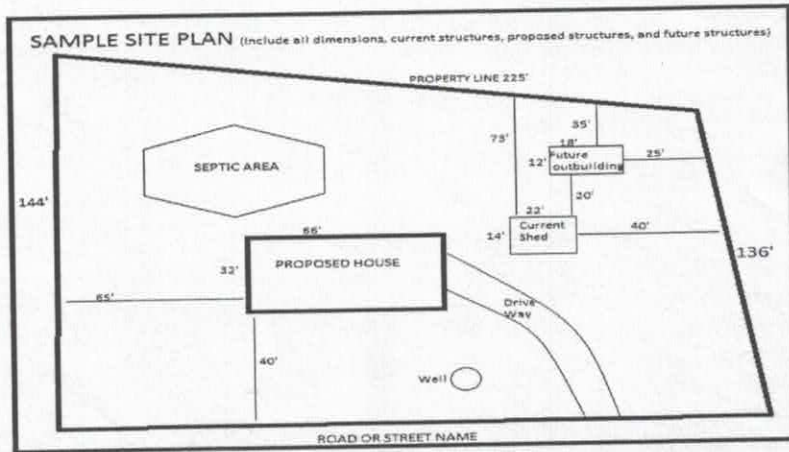 SAMPLE SITE PLAN (Include all dimensions, current structures, proposed structures, and future structures)
PROPERTY LINE 225'
75'
35'
18'
12'
Future
outbuilding
25'
SEPTIC AREA
144'
20'
22'
14'
Current
Shed
40'
136'
66'
32'
PROPOSED HOUSE
65'
Drive
Way
40'
Well
ROAD OR STREET NAME